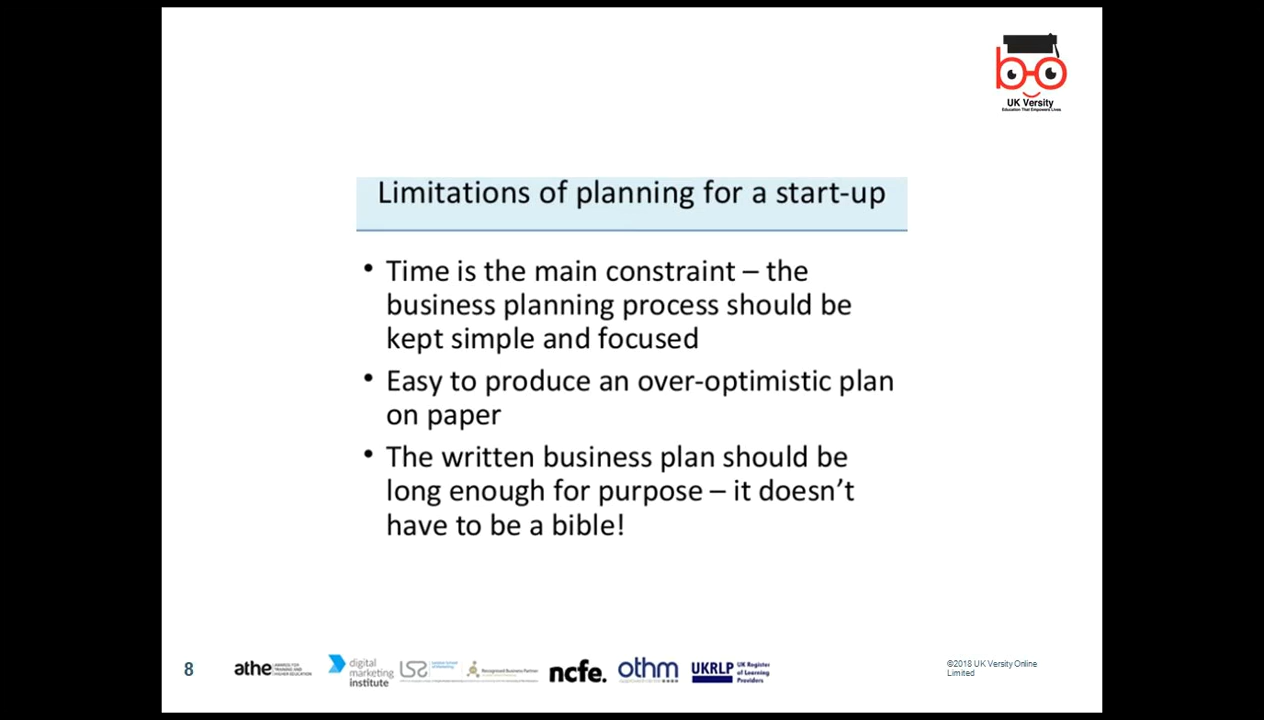 UK Versity
Education That Empowers Lives
Limitations of planning for a start-up
• Time is the main constraint – the
business planning process should be
kept simple and focused
• Easy to produce an over-optimistic plan
on paper
• The written business plan should be
long enough for purpose – it doesn’t
have to be a bible!
8
athe
AWARDS FOR
TRAINING AND
HIGHER EDUCATION
digital
marketing
institute
Recognised Business Partner
ncfe.
othm
UKRLP
UK Register
of Learning
Providers
©2018 UK Versity Online
Limited